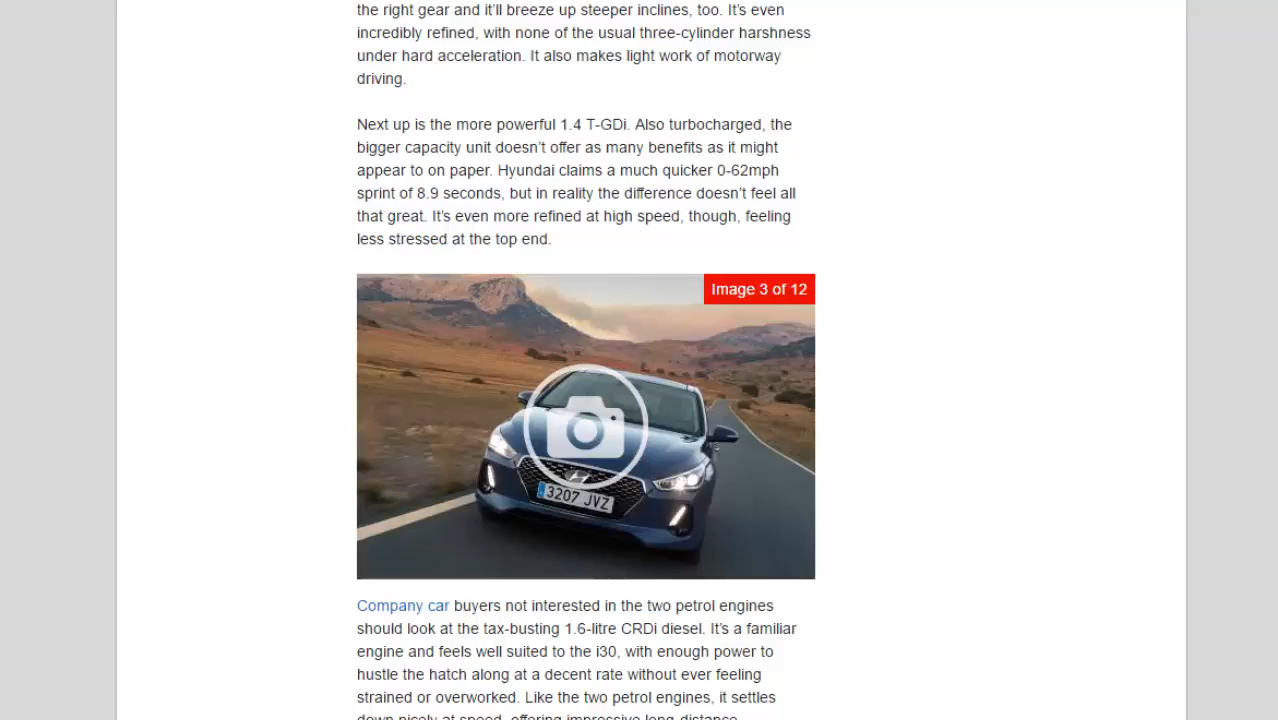 the right gear and it’ll breeze up steeper inclines, too. It’s even
incredibly refined, with none of the usual three-cylinder harshness
under hard acceleration. It also makes light work of motorway
driving.
Next up is the more powerful 1.4 T-GDi. Also turbocharged, the
bigger capacity unit doesn’t offer as many benefits as it might
appear to on paper. Hyundai claims a much quicker 0-62mph
sprint of 8.9 seconds, but in reality the difference doesn’t feel all
that great. It’s even more refined at high speed, though, feeling
less stressed at the top end.
Image 3 of 12
3207 JVZ
Company car buyers not interested in the two petrol engines
should look at the tax-busting 1.6-litre CRDi diesel. It’s a familiar
engine and feels well suited to the i30, with enough power to
hustle the hatch along at a decent rate without ever feeling
strained or overworked. Like the two petrol engines, it settles
down nicely at speed, offering impressive long-distance